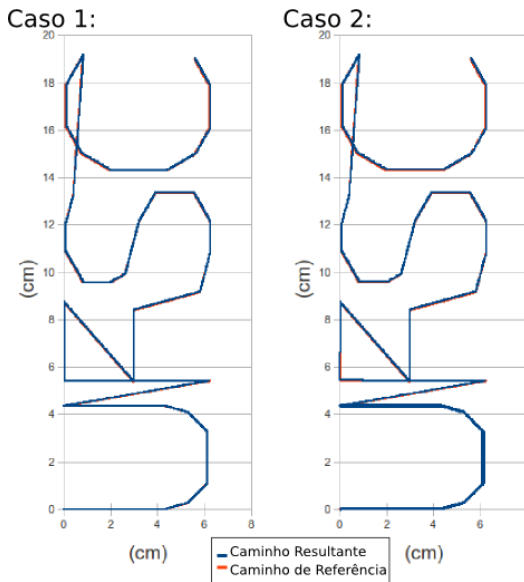 Caso 1: Caso 2:
20 20
18 18
16 16
14 14
12 12
10 10
8 8
6 6
4 4
2 2
0 0
(cm) (cm)
0 2 4 6 8 0 2 4 6
(cm) (cm)
Caminho Resultante
Caminho de Referência